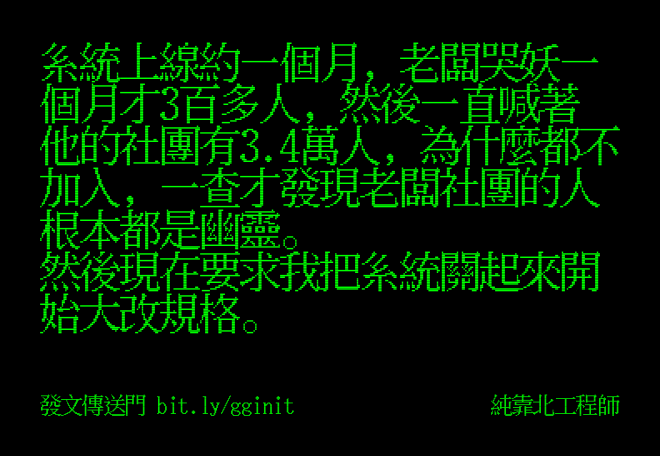 系統上線約一個月，老闆哭妖一
個月才3百多人，然後一直喊著
他的社團有3.4萬人，為什麼都不
加入，一查才發現老闆社團的人
根本都是幽靈。
然後現在要求我把系統關起來開
始大改規格。
發文傳送門 bit.ly/gginit
純靠北工程師